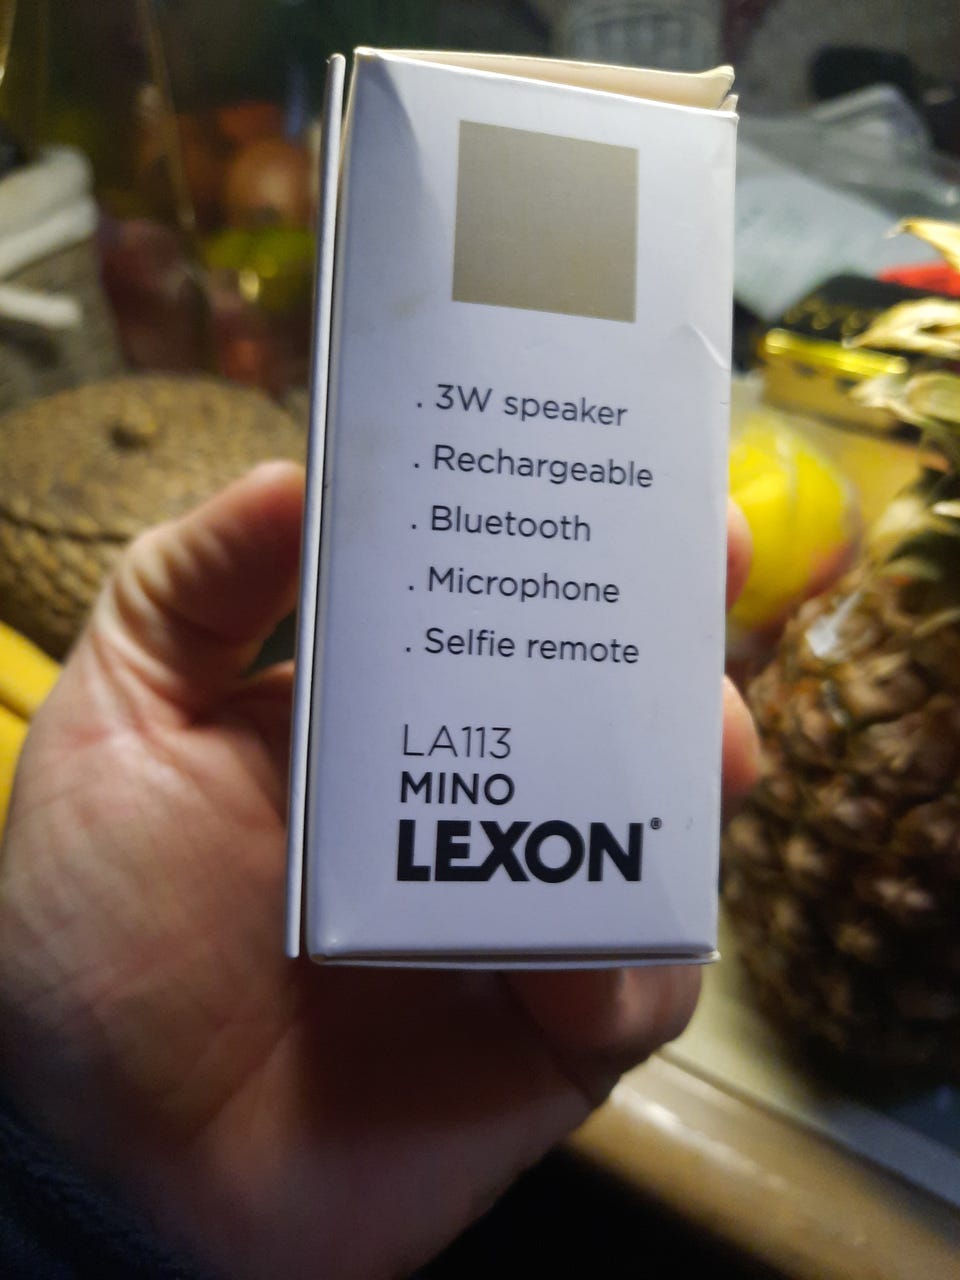 . 3W speaker
. Rechargeable
. Bluetooth
. Microphone
. Selfie remote
LA113
MINO
LEXON®